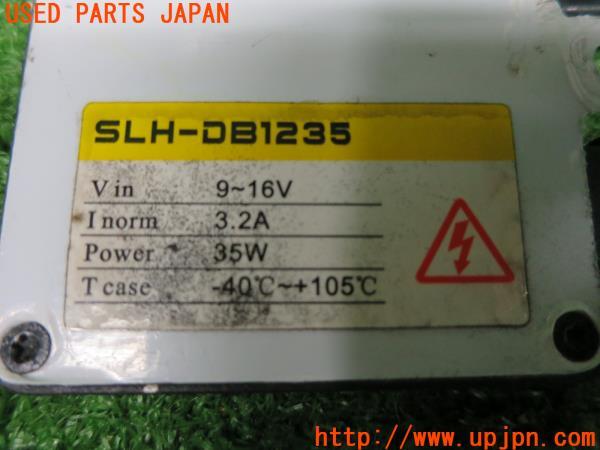 USED PARTS JAPAN
SLH-DB1235
V in 9~16V
I norm 3.2A
Power 35W
T case -40℃~+105℃
http://www.upjpn.com/